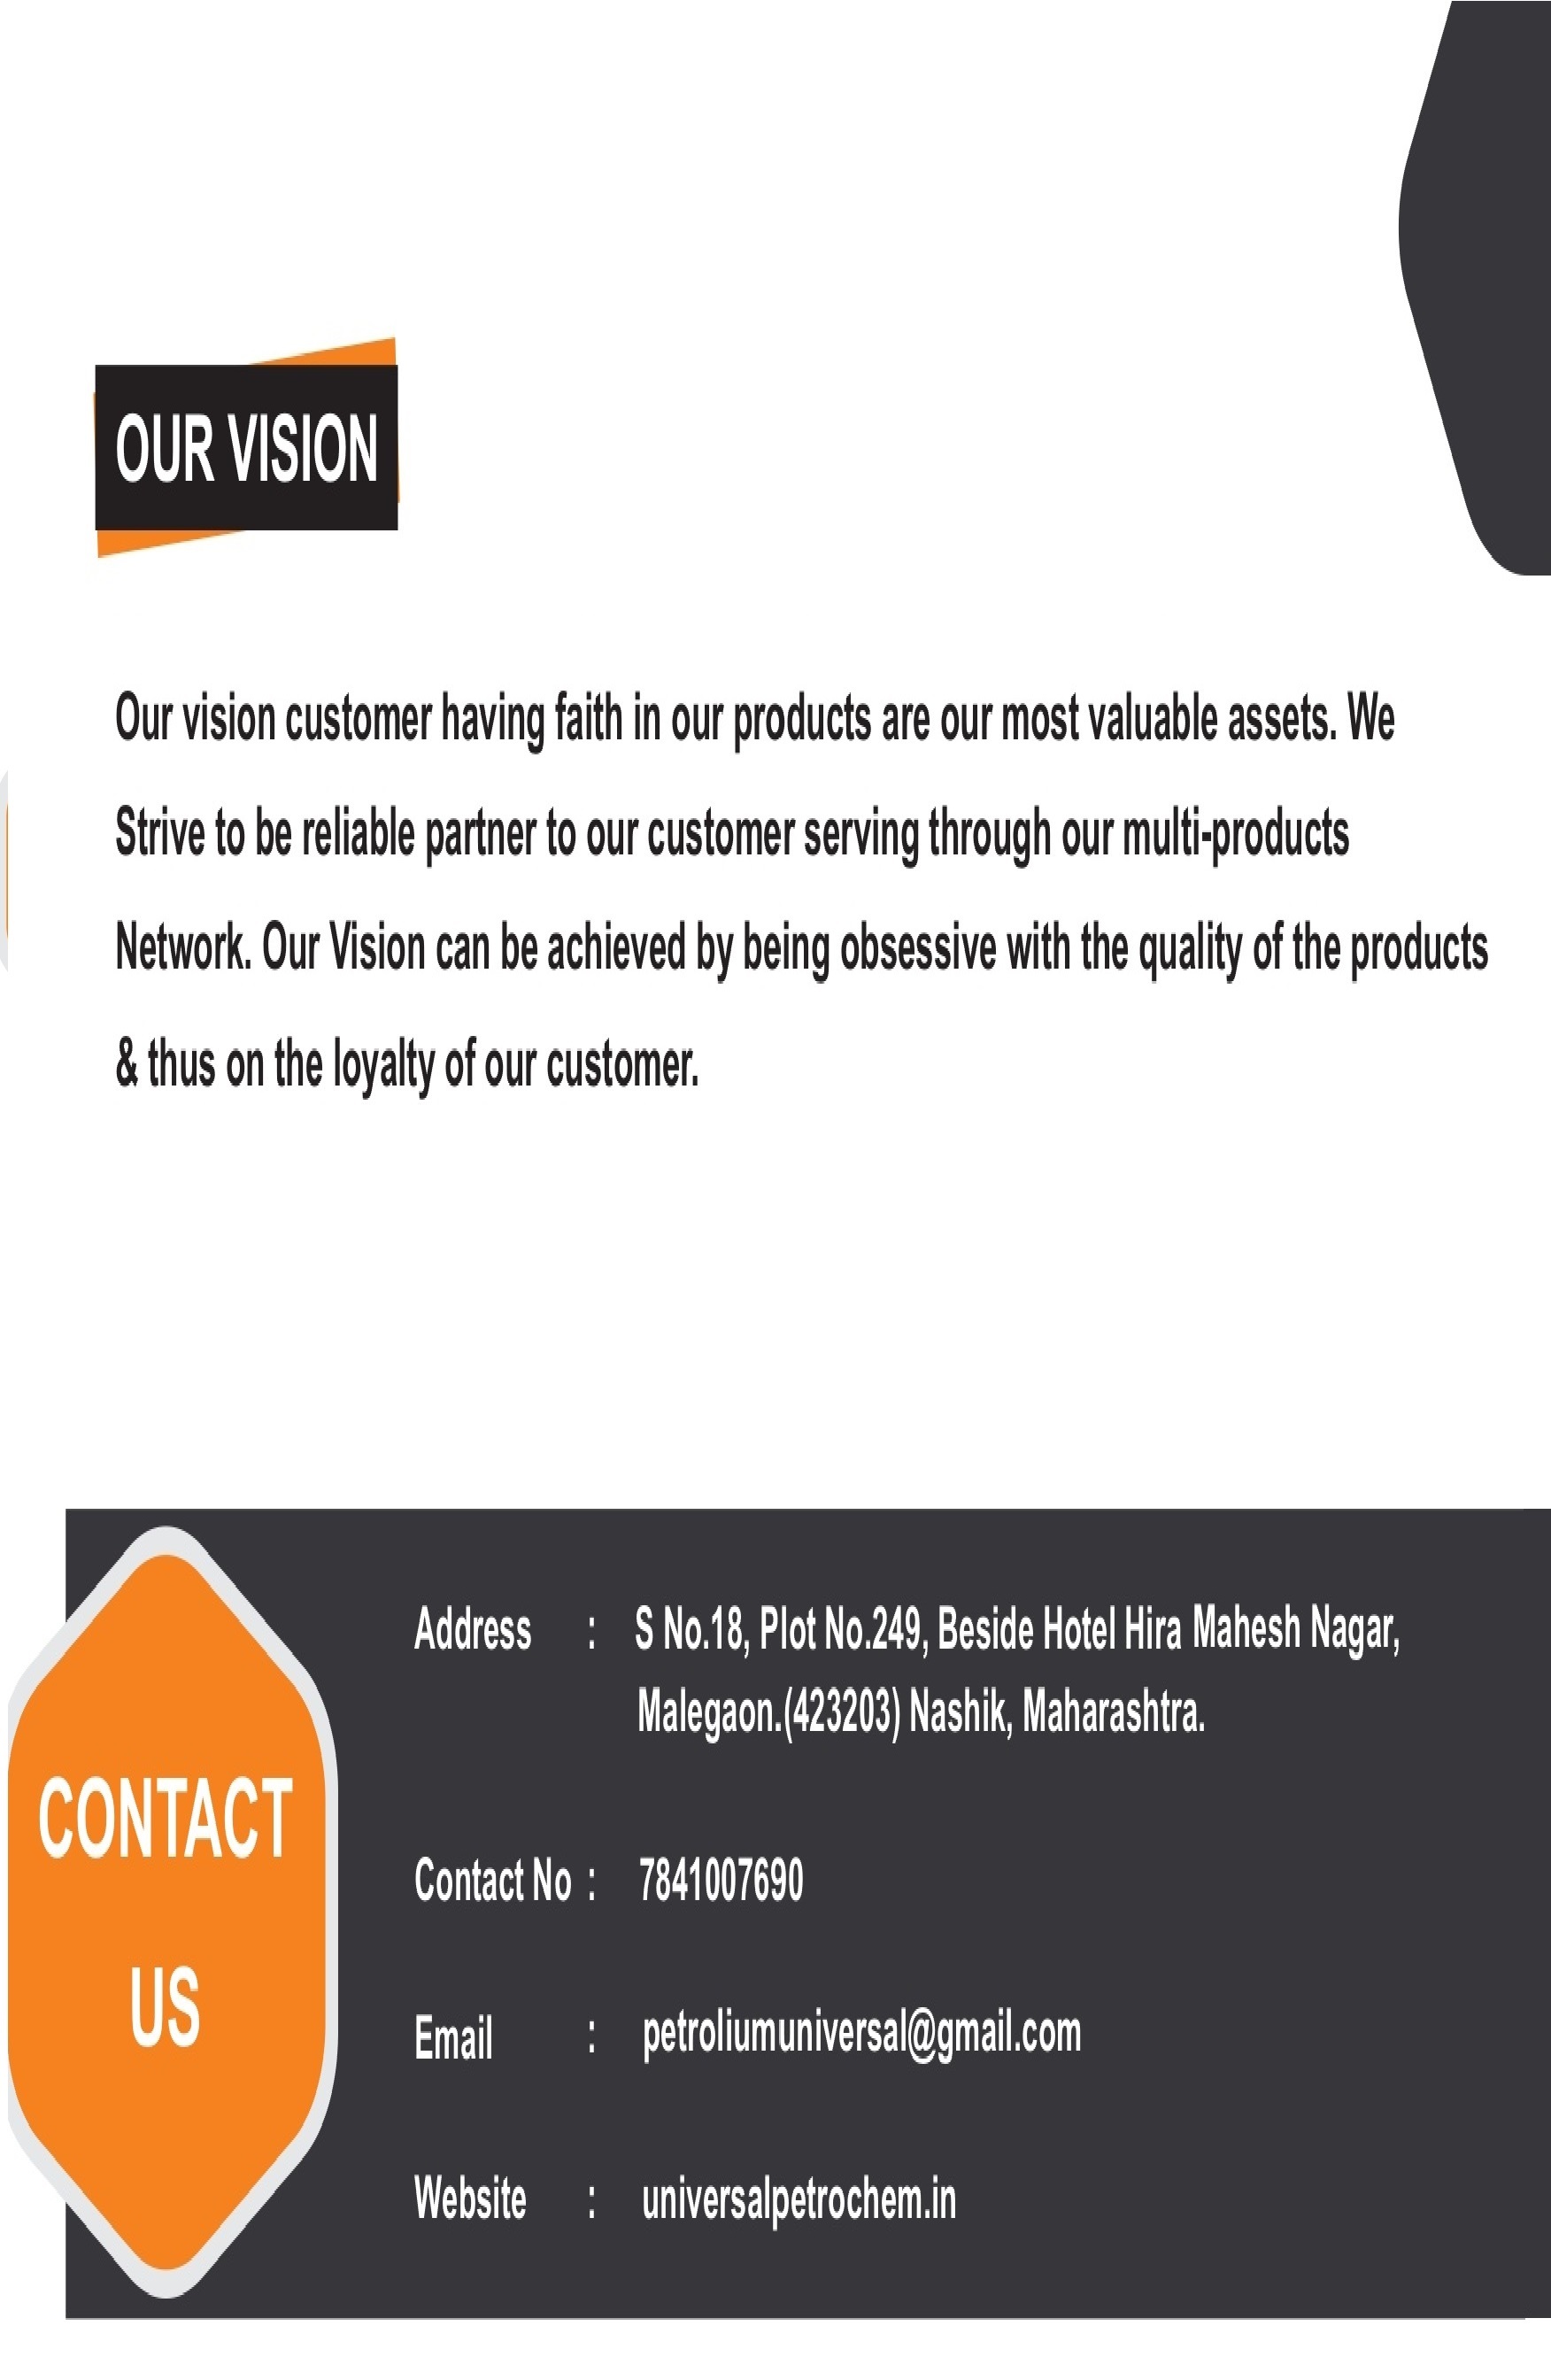 OUR VISION
Our vision customer having faith in our products are our most valuable assets. We
Strive to be reliable partner to our customer serving through our multi-products
Network. Our Vision can be achieved by being obsessive with the quality of the products
& thus on the loyalty of our customer.
CONTACT
US
Address : S No.18, Plot No.249, Beside Hotel Hira Mahesh Nagar,
Malegaon.(423203) Nashik, Maharashtra.
Contact No : 7841007690
Email : petroliumuniversal@gmail.com
Website : universalpetrochem.in